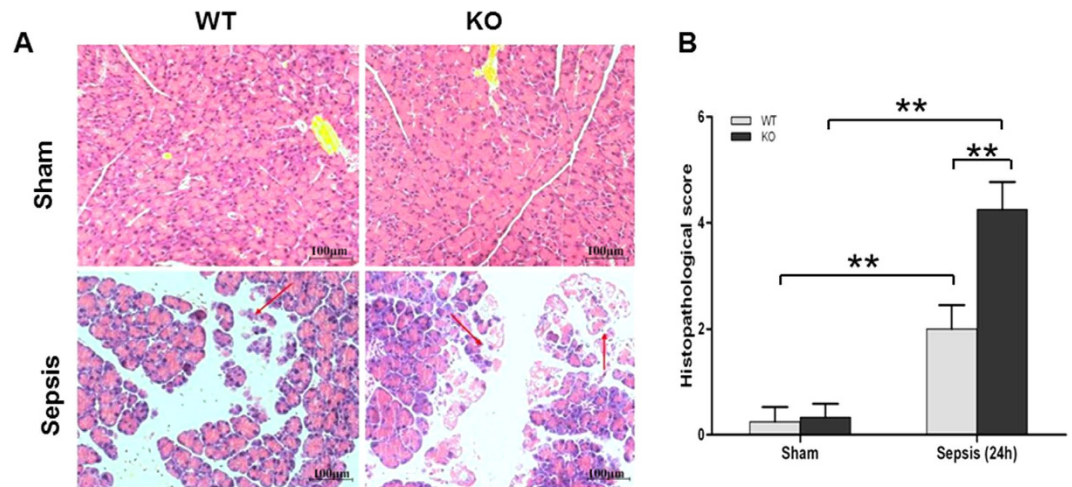 WT
KO
A
B
Sham
100μm
100μm
Sepsis
100μm
100μm
WT
KO
**
**
**
Histopathological score
6
4
2
0
Sham
Sepsis (24h)